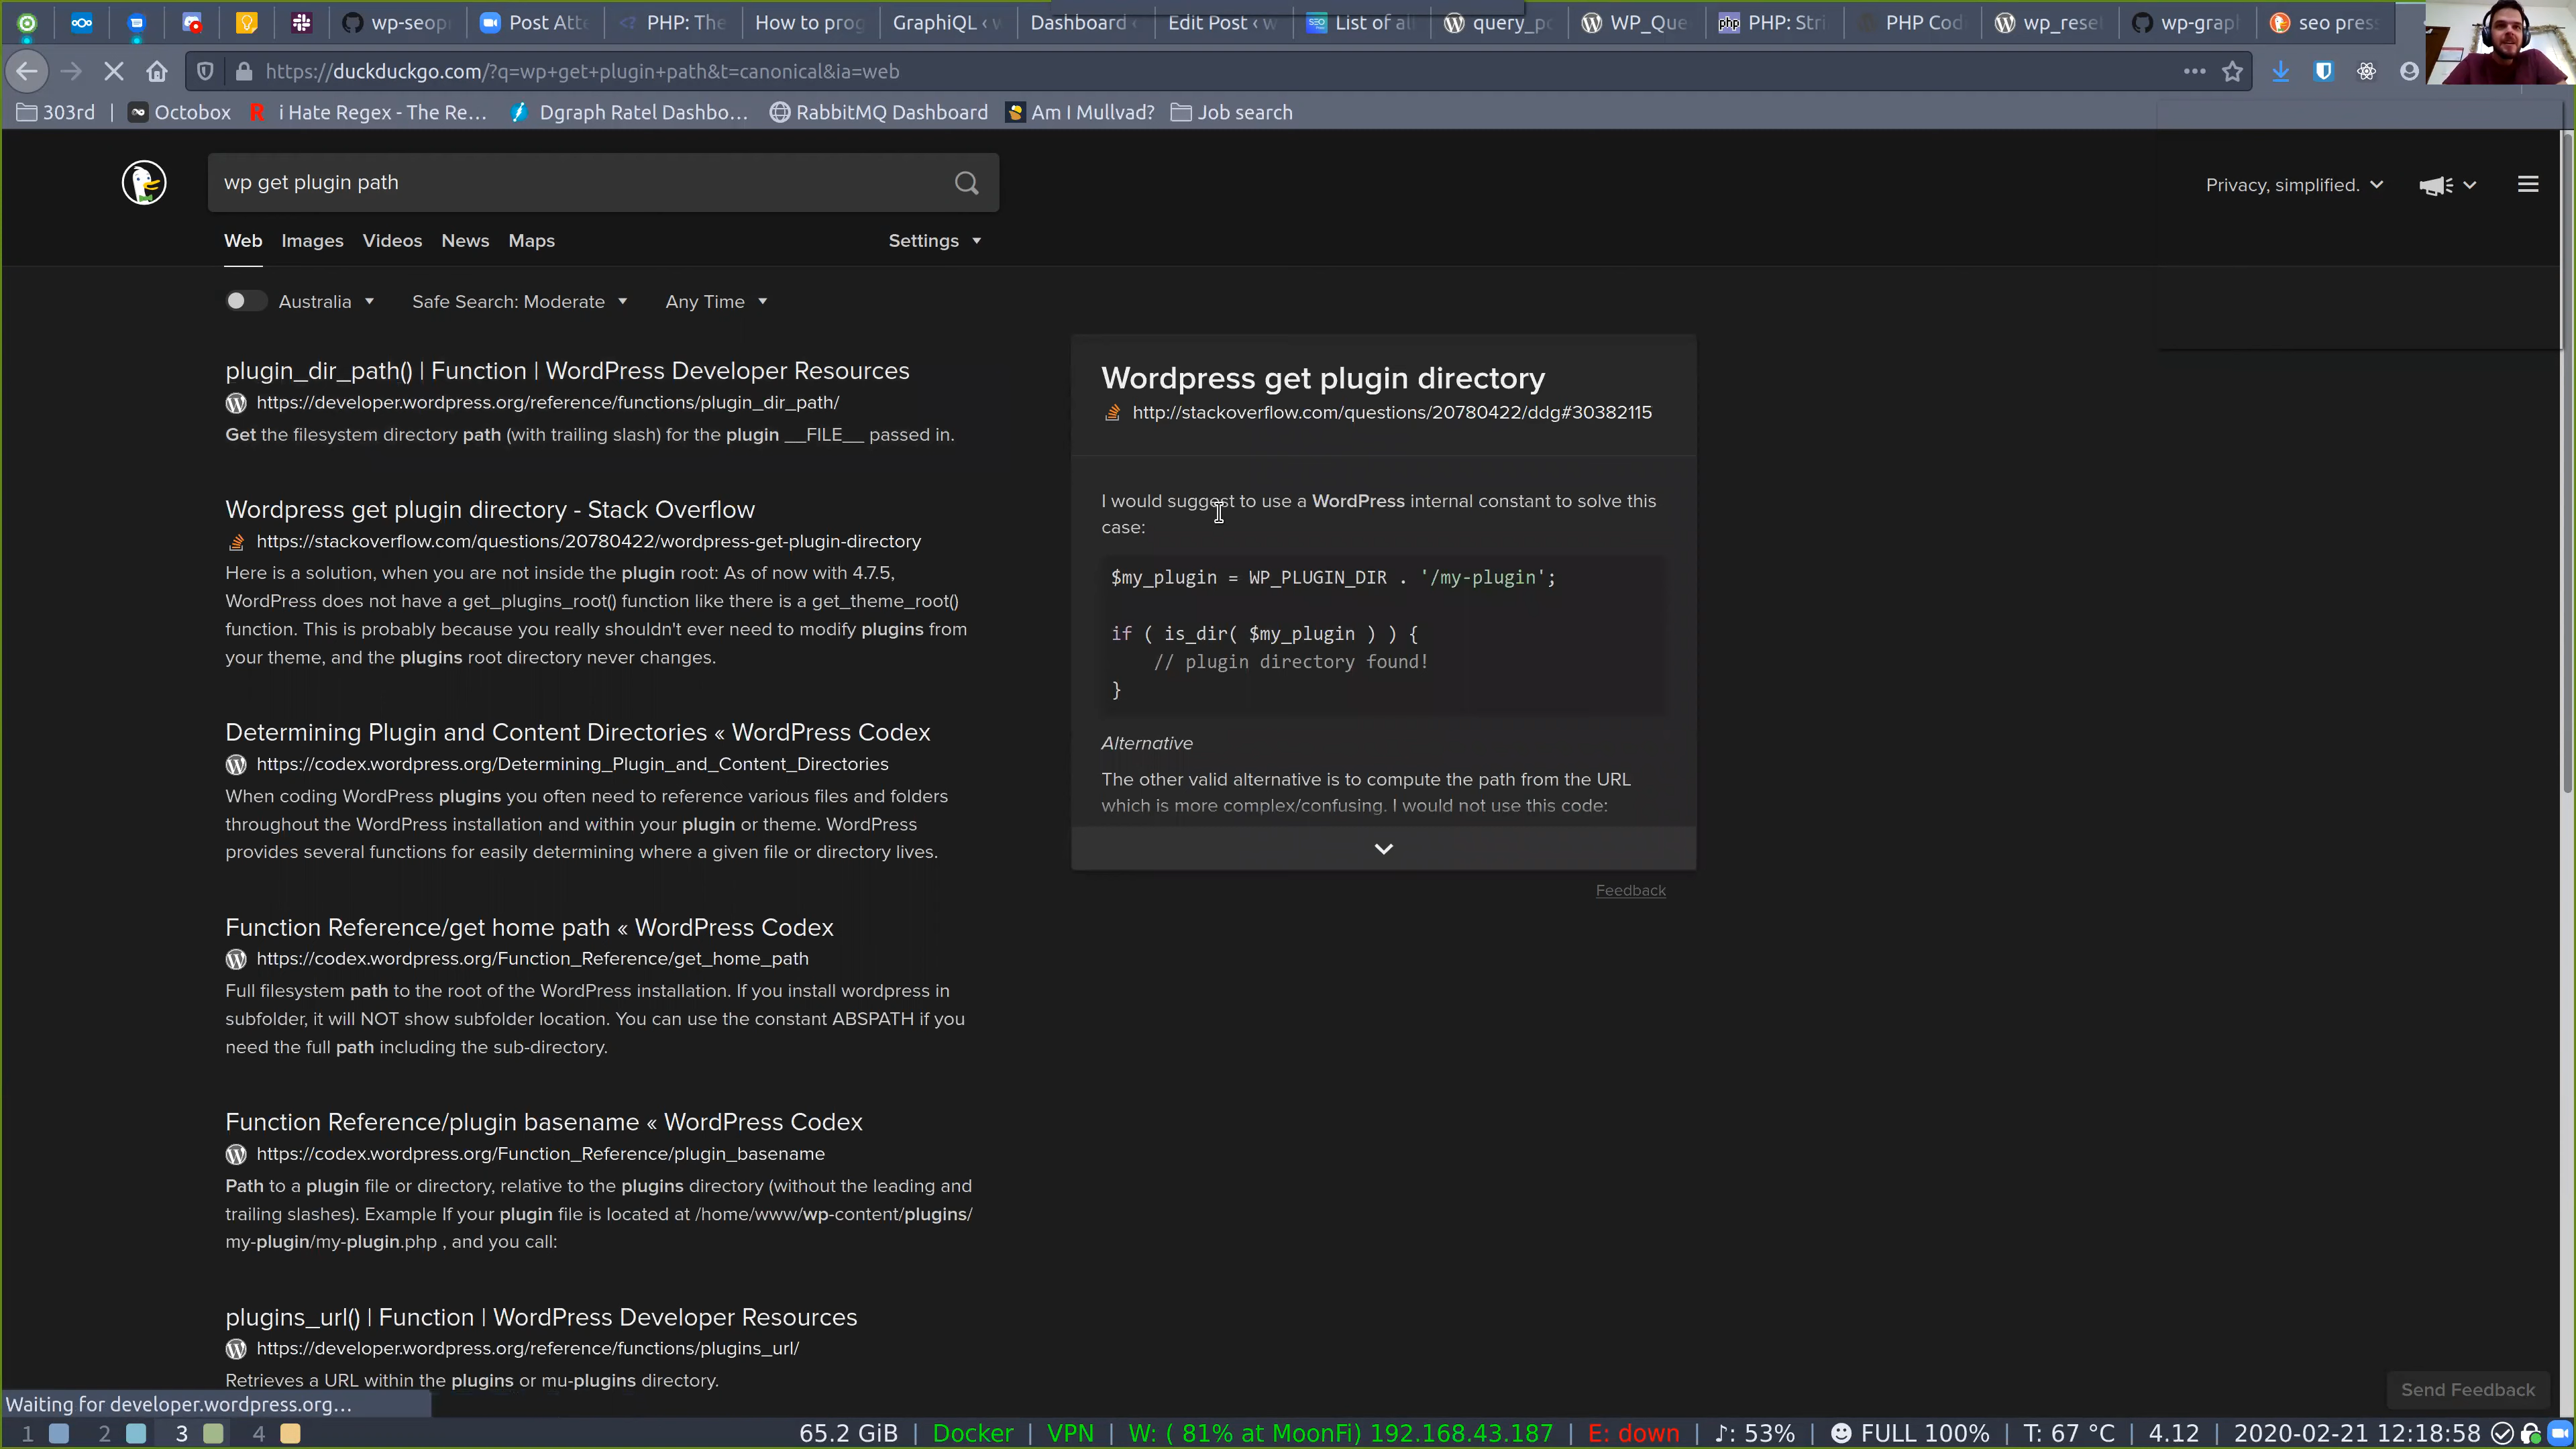 wp-seopr
Post Atte
PHP: The
How to prog
GraphiQL ‹ w
Dashboard ‹
Edit Post ‹ w
List of al
query_po
WP_Que
PHP: Stri
PHP Cod
wp_rese
wp-grap
seo pres
https://duckduckgo.com/?q=wp+get+plugin+path&t=canonical&ia=web
303rd
Octobox
i Hate Regex - The Re…
Dgraph Ratel Dashbo…
RabbitMQ Dashboard
Am I Mullvad?
Job search
wp get plugin path
Privacy, simplified.
Web Images Videos News Maps Settings
Australia Safe Search: Moderate Any Time
plugin_dir_path() | Function | WordPress Developer Resources
https://developer.wordpress.org/reference/functions/plugin_dir_path/
Get the filesystem directory path (with trailing slash) for the plugin __FILE__ passed in.
Wordpress get plugin directory - Stack Overflow
https://stackoverflow.com/questions/20780422/wordpress-get-plugin-directory
Here is a solution, when you are not inside the plugin root: As of now with 4.7.5,
WordPress does not have a get_plugins_root() function like there is a get_theme_root()
function. This is probably because you really shouldn't ever need to modify plugins from
your theme, and the plugins root directory never changes.
Determining Plugin and Content Directories « WordPress Codex
https://codex.wordpress.org/Determining_Plugin_and_Content_Directories
When coding WordPress plugins you often need to reference various files and folders
throughout the WordPress installation and within your plugin or theme. WordPress
provides several functions for easily determining where a given file or directory lives.
Function Reference/get home path « WordPress Codex
https://codex.wordpress.org/Function_Reference/get_home_path
Full filesystem path to the root of the WordPress installation. If you install wordpress in
subfolder, it will NOT show subfolder location. You can use the constant ABSPATH if you
need the full path including the sub-directory.
Function Reference/plugin basename « WordPress Codex
https://codex.wordpress.org/Function_Reference/plugin_basename
Path to a plugin file or directory, relative to the plugins directory (without the leading and
trailing slashes). Example If your plugin file is located at /home/www/wp-content/plugins/
my-plugin/my-plugin.php , and you call:
plugins_url() | Function | WordPress Developer Resources
https://developer.wordpress.org/reference/functions/plugins_url/
Retrieves a URL within the plugins or mu-plugins directory.
Wordpress get plugin directory
http://stackoverflow.com/questions/20780422/ddg#30382115
I would suggest to use a WordPress internal constant to solve this
case:
$my_plugin = WP_PLUGIN_DIR . '/my-plugin';
if ( is_dir( $my_plugin ) ) {
// plugin directory found!
}
Alternative
The other valid alternative is to compute the path from the URL
which is more complex/confusing. I would not use this code:
Feedback
Send Feedback
Waiting for developer.wordpress.org…
1 2 3 4
65.2 GiB | Docker | VPN | W: ( 81% at MoonFi) 192.168.43.187 | E: down | ♪: 53% | ☻ FULL 100% | T: 67 °C | 4.12 | 2020-02-21 12:18:58